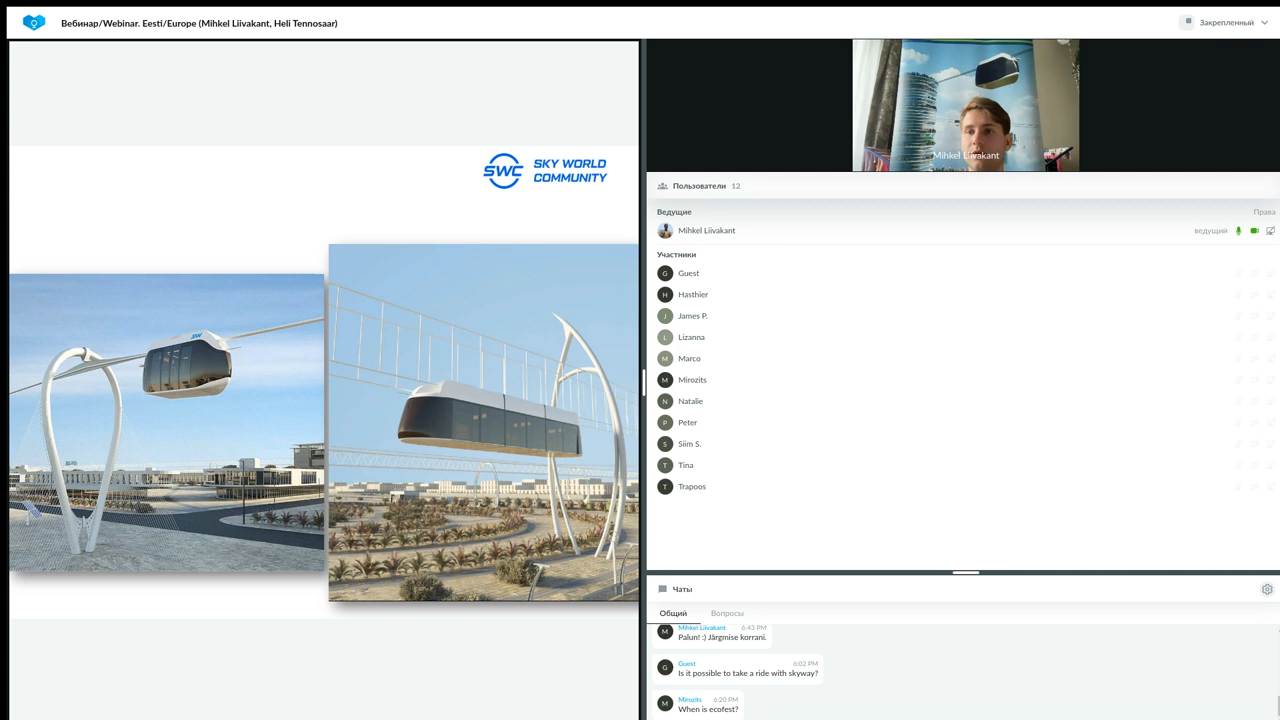 Вебинар/Webinar. Eesti/Europe (Mihkel Liivakant, Heli Tennosaar)
Закрепленный
SWC SKY WORLD
COMMUNITY
Mihkel Liivakant
Пользователи 12
Ведущие Права
Mihkel Liivakant ведущий
Участники
G Guest
H Hasthier
J James P.
L Lizanna
M Marco
M Mirozits
N Natalie
P Peter
S Siim S.
T Tina
T Trapoos
Чаты
Общий Вопросы
Mihkel Liivakant 6:43 PM
M Palun! :) Järgmise korrani.
Guest 6:02 PM
G Is it possible to take a ride with skyway?
Mirozits 6:20 PM
M When is ecofest?